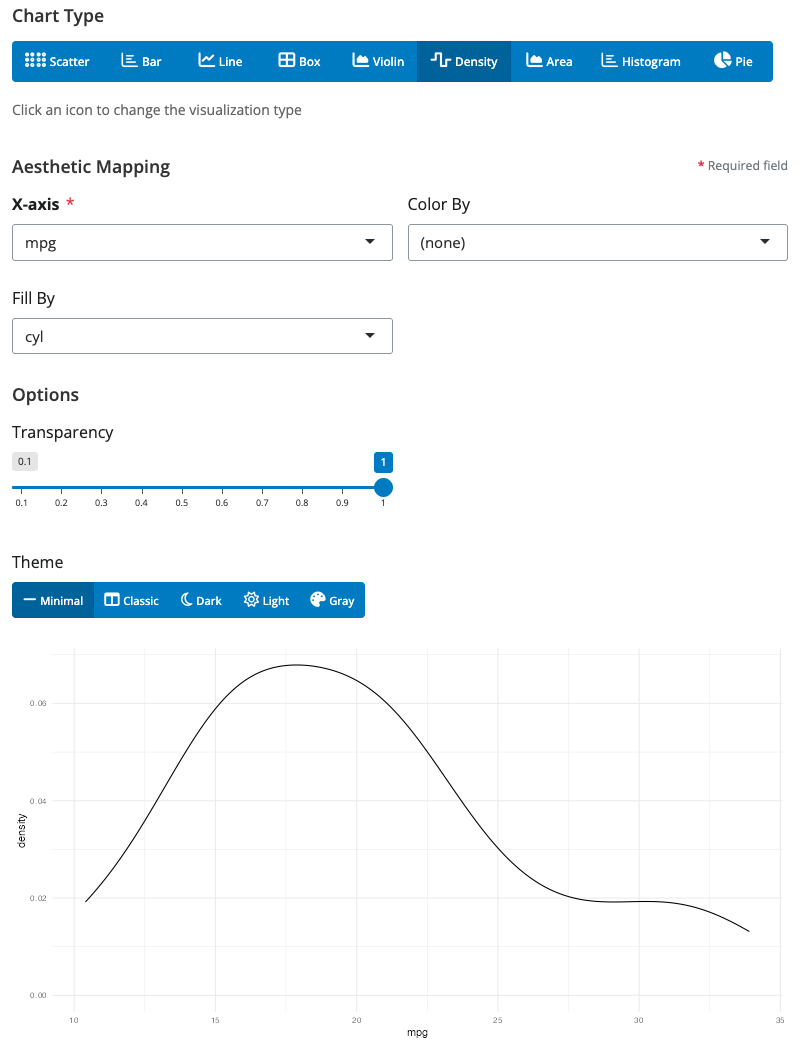 Chart Type
Scatter Bar Line Box Violin Density Area Histogram Pie
Click an icon to change the visualization type
Aesthetic Mapping * Required field
X-axis * Color By
mpg (none)
Fill By
cyl
Options
Transparency
0.1 1
0.1 0.2 0.3 0.4 0.5 0.6 0.7 0.8 0.9 1
Theme
Minimal Classic Dark Light Gray
0.06
0.04
density
0.02
0.00
10 15 20 25 30 35
mpg